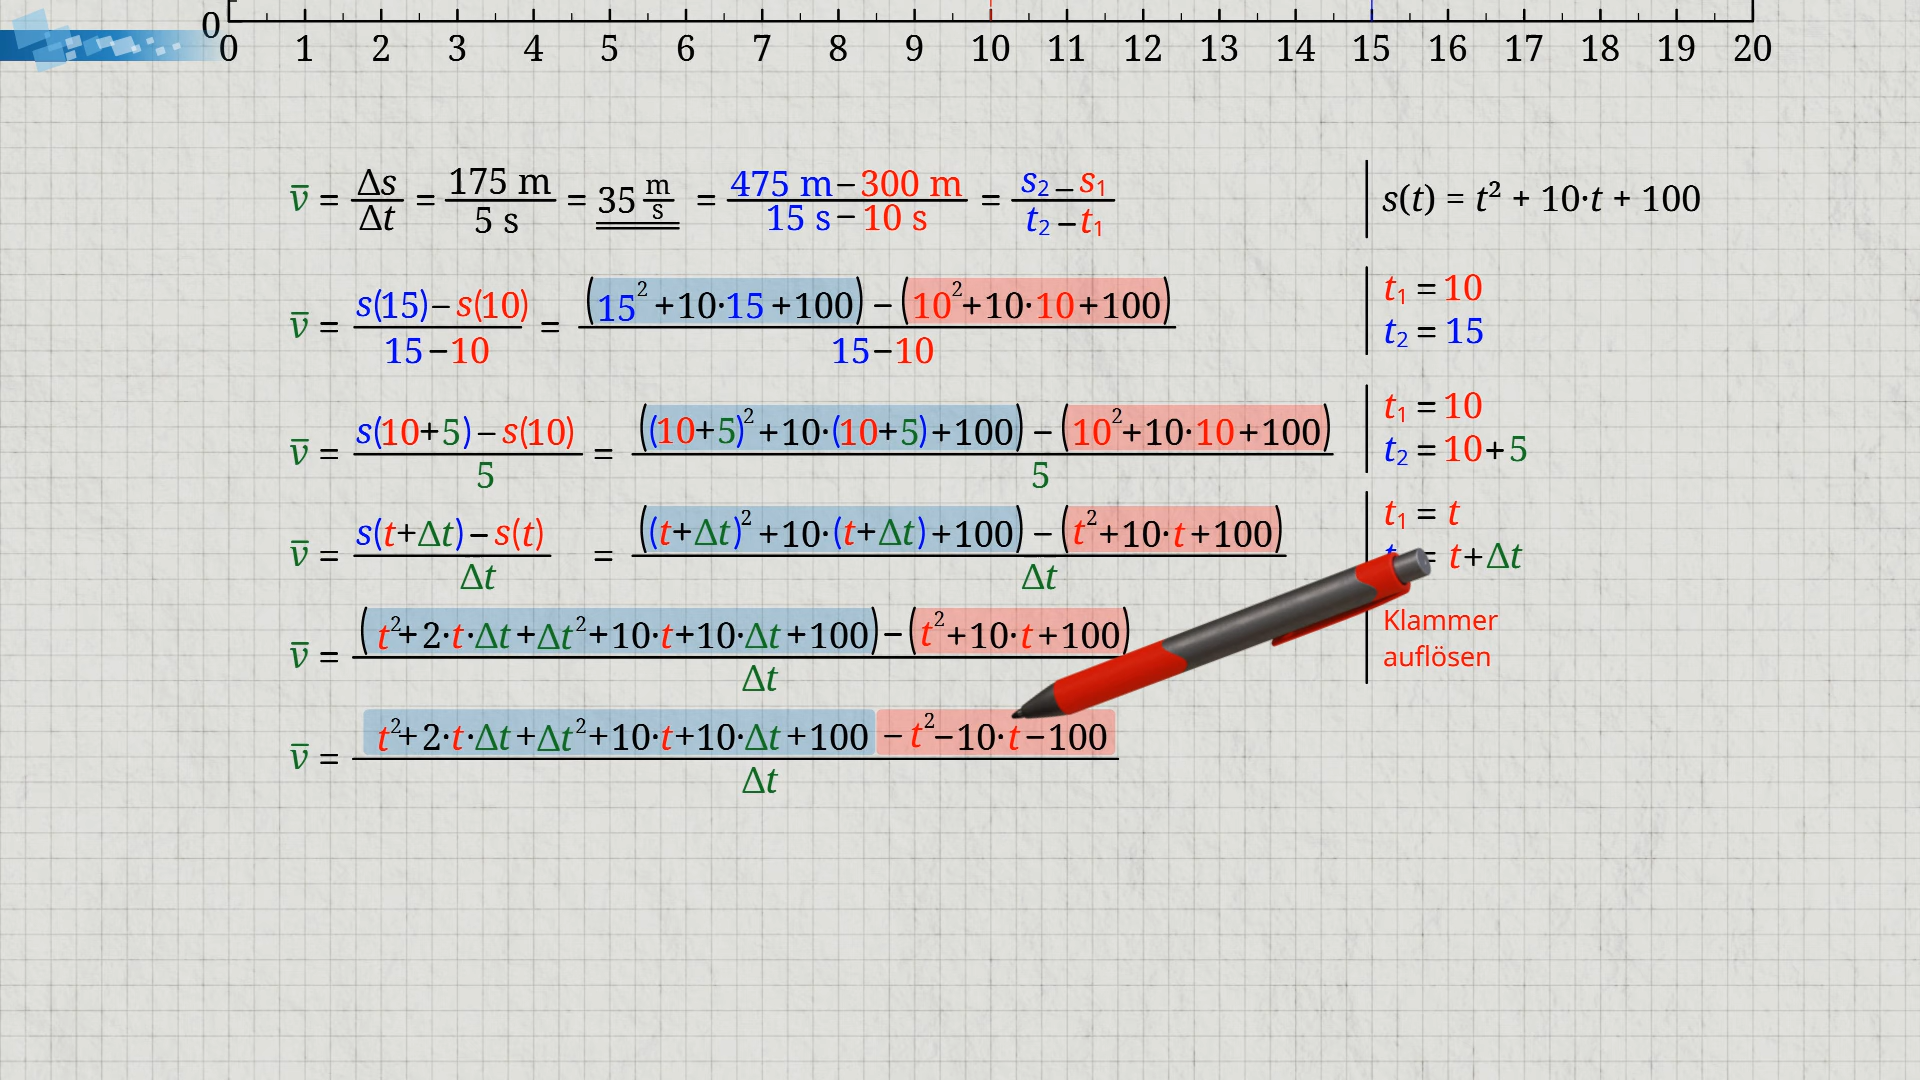 0
0 1 2 3 4 5 6 7 8 9 10 11 12 13 14 15 16 17 18 19 20
v̅ = Δs/Δt = 175 m/5 s = 35 m/s = (475 m–300 m)/(15 s–10 s) = (s₂–s₁)/(t₂–t₁) | s(t) = t² + 10·t + 100
v̅ = (s(15)–s(10))/(15–10) = ((15²+10·15+100) – (10²+10·10+100))/(15–10) | t₁ = 10
t₂ = 15
v̅ = (s(10+5)–s(10))/5 = (((10+5)²+10·(10+5)+100) – (10²+10·10+100))/5 | t₁ = 10
t₂ = 10+5
v̅ = (s(t+Δt)–s(t))/Δt = (((t+Δt)²+10·(t+Δt)+100) – (t²+10·t+100))/Δt | t₁ = t
t = t+Δt
v̅ = ((t²+2·t·Δt+Δt²+10·t+10·Δt+100)–(t²+10·t+100))/Δt | Klammer
auflösen
v̅ = (t²+2·t·Δt+Δt²+10·t+10·Δt+100 –t²–10·t–100)/Δt